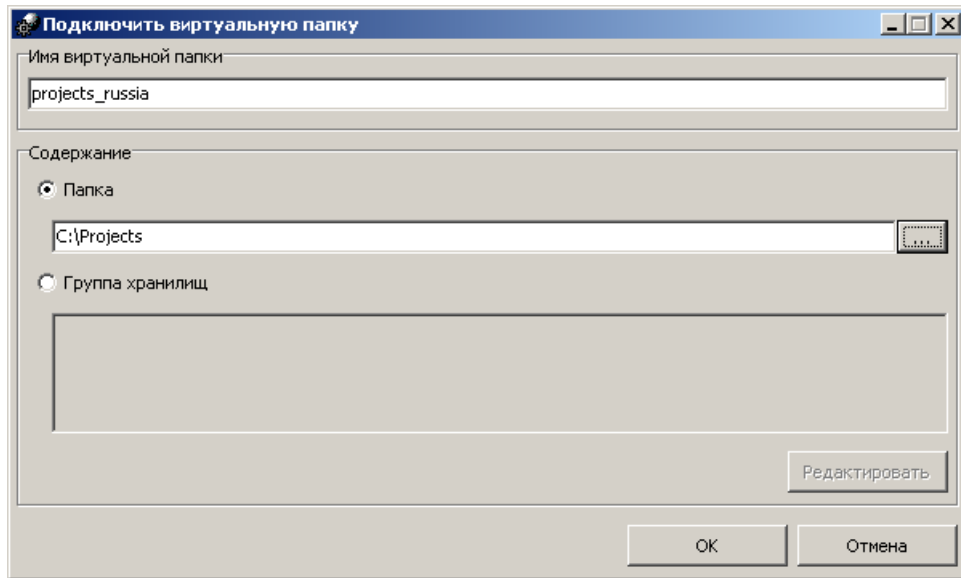 Подключить виртуальную папку
Имя виртуальной папки
projects_russia
Содержание
Папка
C:\Projects
...
Группа хранилищ
Редактировать
OK
Отмена